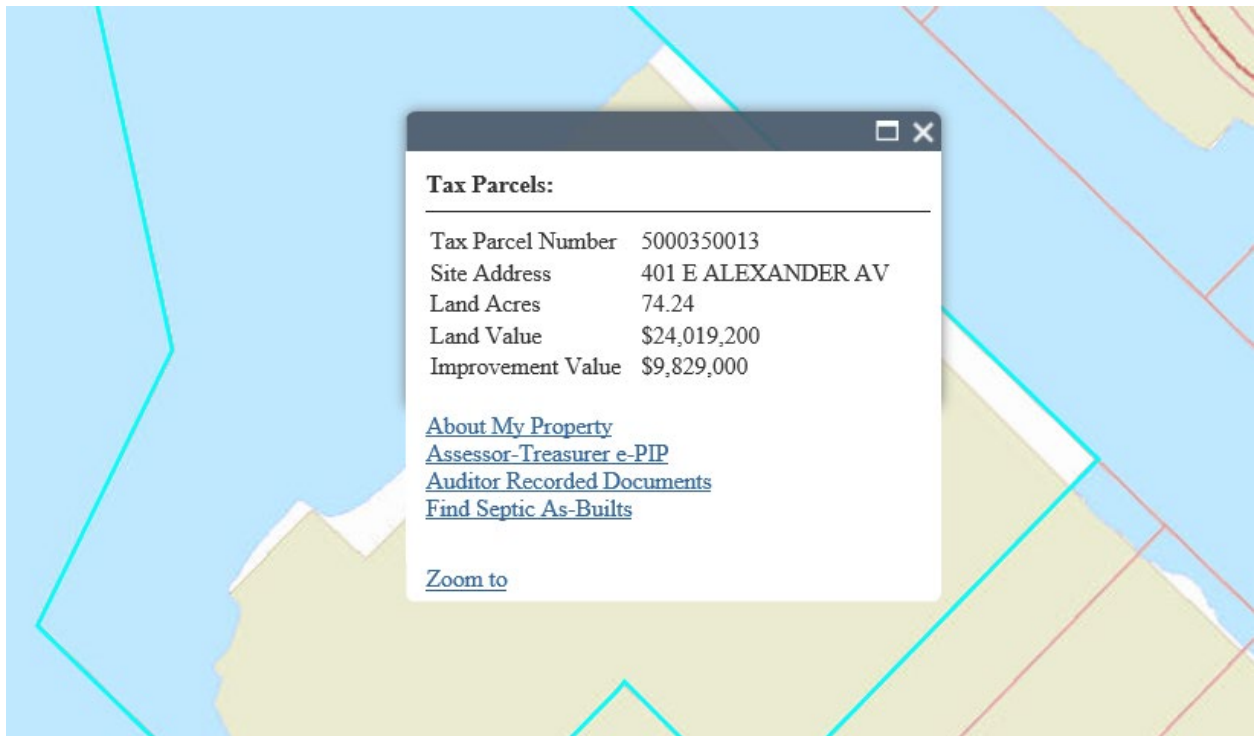 Tax Parcels:
Tax Parcel Number 5000350013
Site Address 401 E ALEXANDER AV
Land Acres 74.24
Land Value $24,019,200
Improvement Value $9,829,000
About My Property
Assessor-Treasurer e-PIP
Auditor Recorded Documents
Find Septic As-Builts
Zoom to